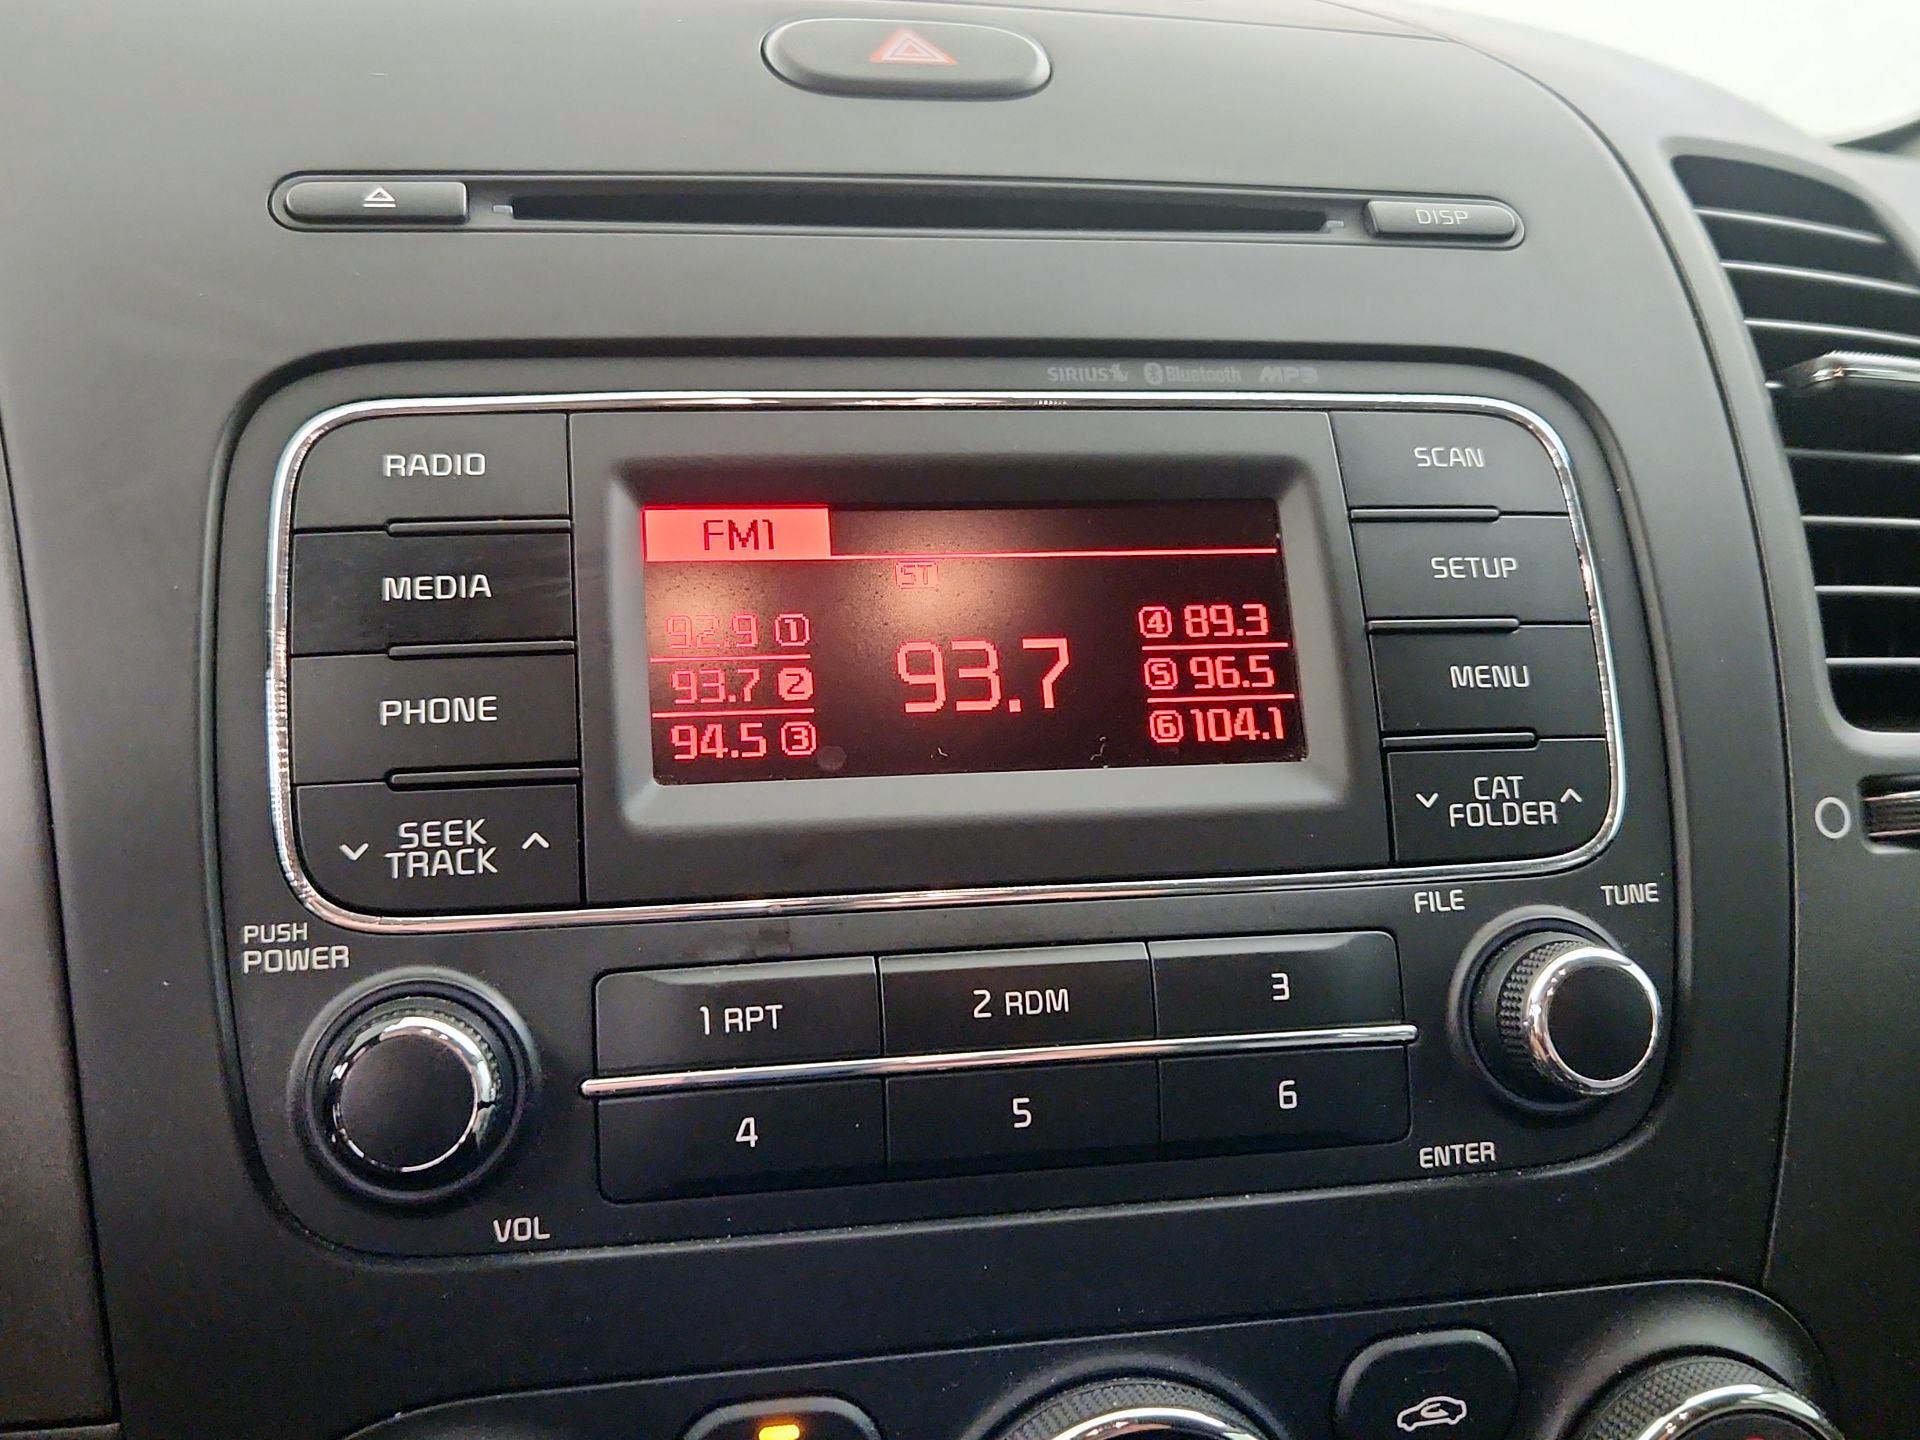 DISP
SIRIUS Bluetooth MP3
RADIO
MEDIA
PHONE
SEEK
TRACK
FM1
ST
92.9 1
93.7 2
94.5 3
93.7
4 89.3
5 96.5
6 104.1
SCAN
SETUP
MENU
CAT
FOLDER
PUSH
POWER
VOL
1 RPT
2 RDM
3
4
5
6
FILE
TUNE
ENTER